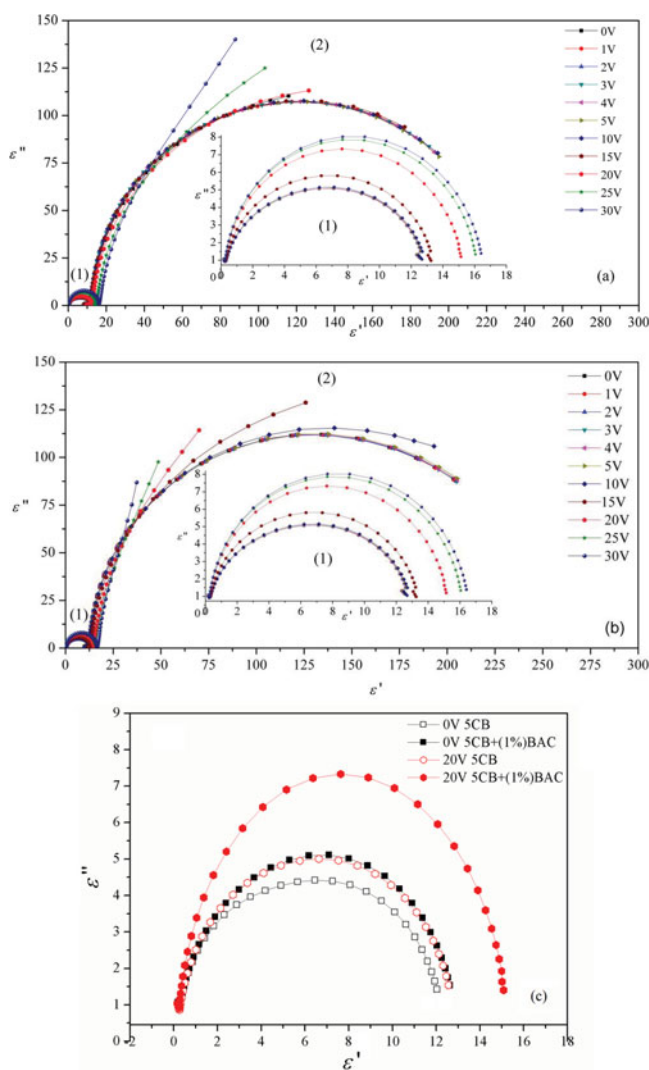 150
125
100
75
50
25
0
ε"
(2)
(1)
0V
1V
2V
3V
4V
5V
10V
15V
20V
25V
30V
8
7
6
5
4
3
2
1
ε"
(1)
0 2 4 6 8 10 12 14 16 18
ε'
(a)
0 20 40 60 80 100 120 140 160 180 200 220 240 260 280 300
ε'
150
125
100
75
50
25
0
ε"
(2)
(1)
0V
1V
2V
3V
4V
5V
10V
15V
20V
25V
30V
8
7
6
5
4
3
2
1
ε"
(1)
0 2 4 6 8 10 12 14 16 18
ε'
(b)
0 25 50 75 100 125 150 175 200 225 250 275 300
ε'
9
8
7
6
5
4
3
2
1
0
ε"
0V 5CB
0V 5CB+(1%)BAC
20V 5CB
20V 5CB+(1%)BAC
(c)
-2 0 2 4 6 8 10 12 14 16 18
ε'